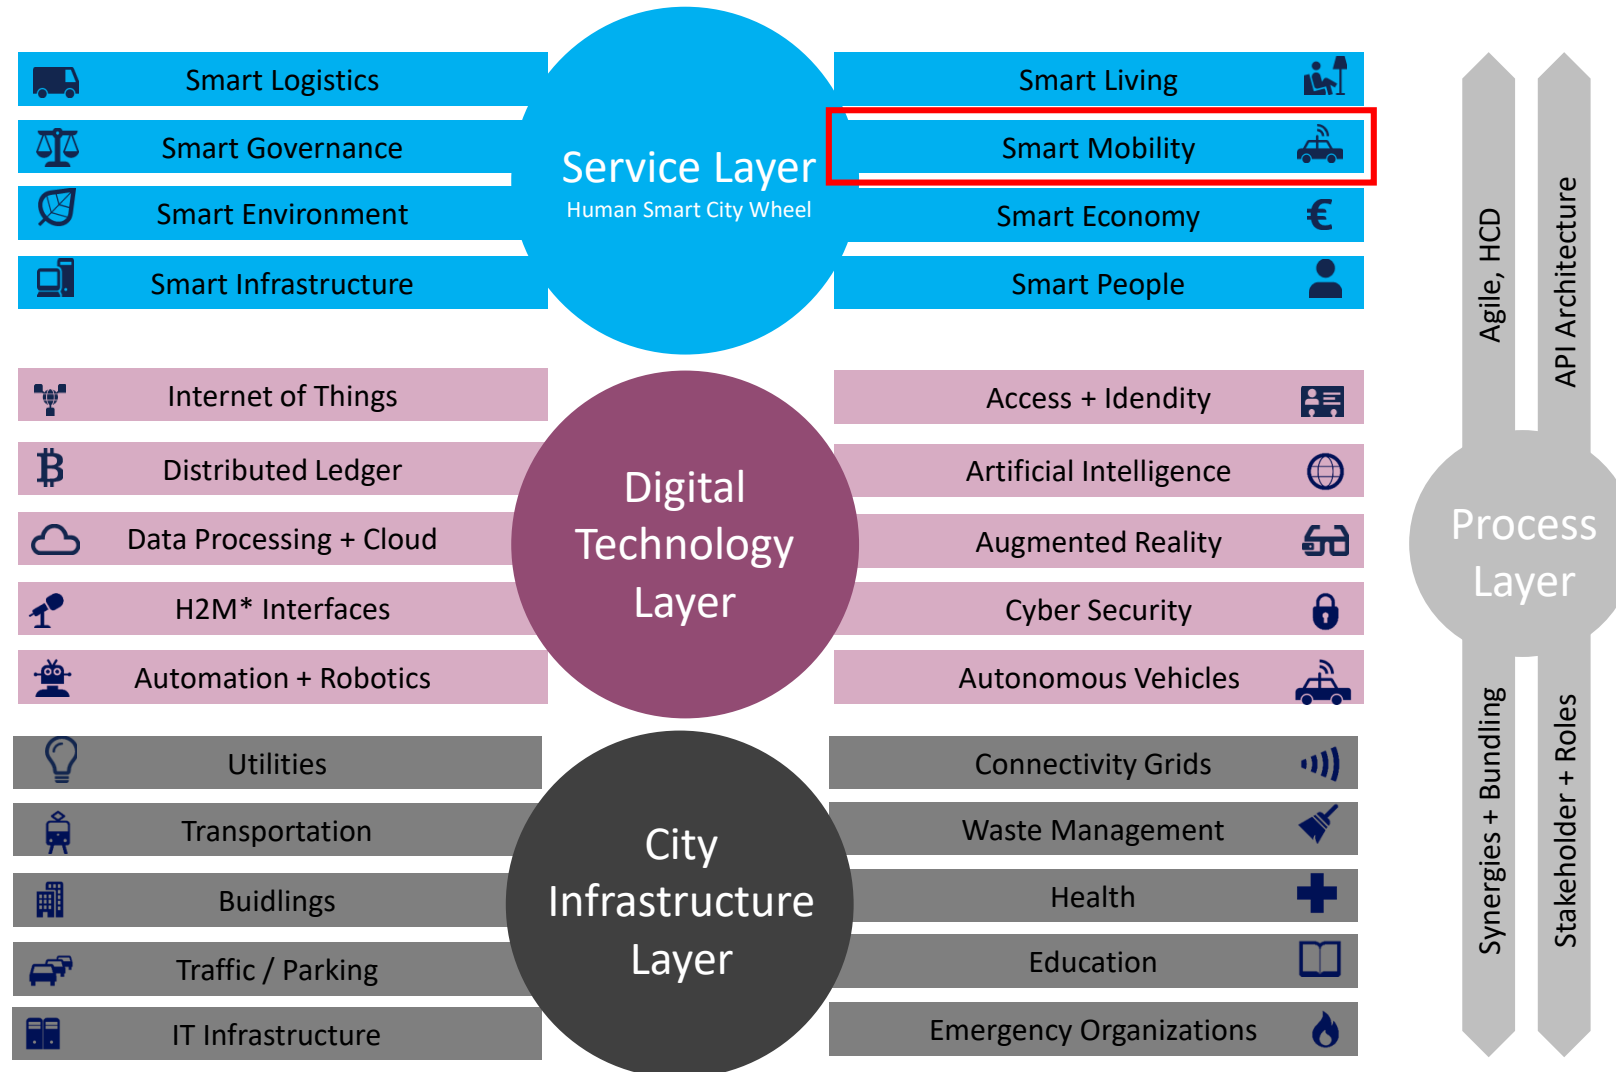 Smart Logistics
Smart Governance
Smart Environment
Smart Infrastructure
Service Layer
Human Smart City Wheel
Smart Living
Smart Mobility
Smart Economy
€
Smart People
Internet of Things
Distributed Ledger
Data Processing + Cloud
H2M* Interfaces
Automation + Robotics
Digital
Technology
Layer
Access + Idendity
Artificial Intelligence
Augmented Reality
Cyber Security
Autonomous Vehicles
Utilities
Transportation
Buidlings
Traffic / Parking
IT Infrastructure
City
Infrastructure
Layer
Connectivity Grids
Waste Management
Health
Education
Emergency Organizations
Agile, HCD
API Architecture
Process
Layer
Synergies + Bundling
Stakeholder + Roles